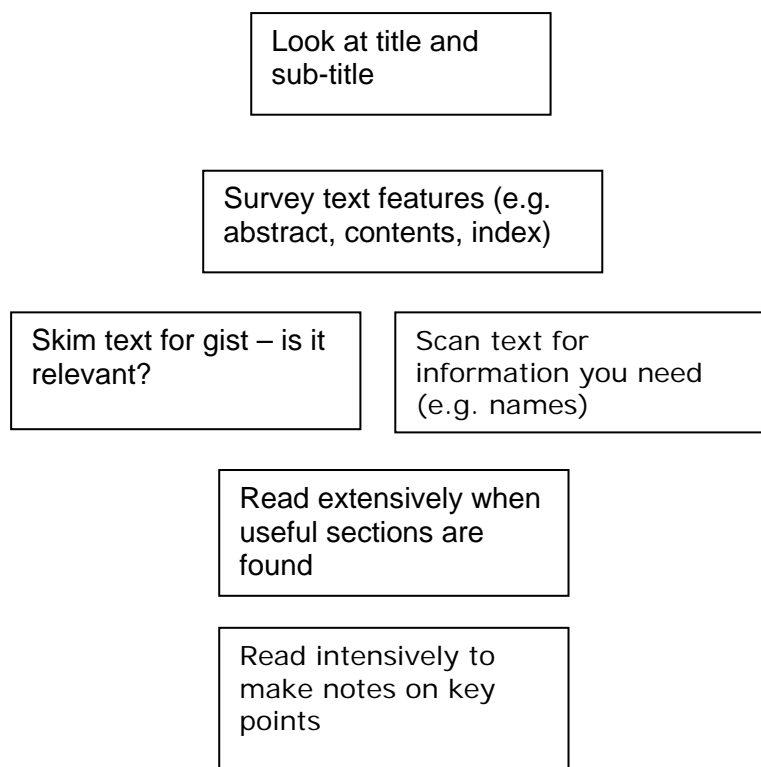 Look at title and
sub-title
Survey text features (e.g.
abstract, contents, index)
Skim text for gist – is it
relevant?
Scan text for
information you need
(e.g. names)
Read extensively when
useful sections are
found
Read intensively to
make notes on key
points